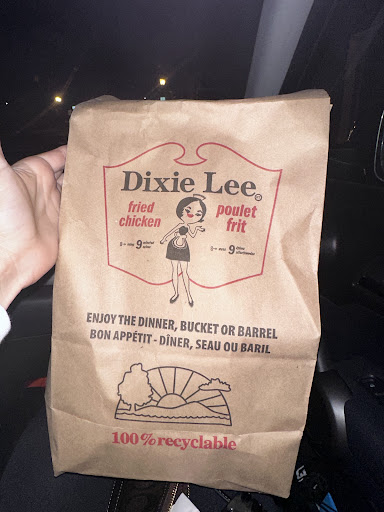 Dixie Lee
fried
chicken
poulet
frit
9
9
ENJOY THE DINNER, BUCKET OR BARREL
BON APPÉTIT - DÎNER, SEAU OU BARIL
100% recyclable